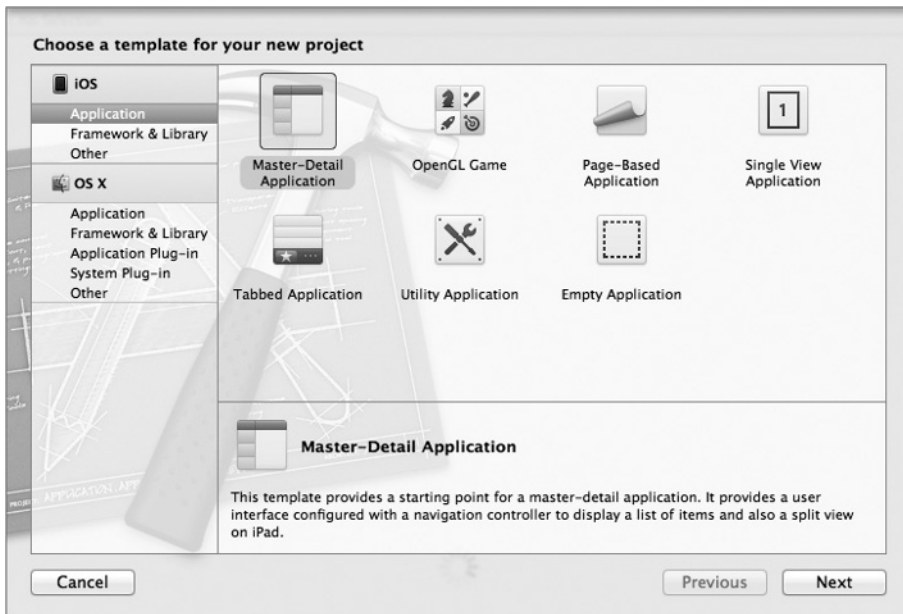 Choose a template for your new project
iOS
Application
Framework & Library
Other
OS X
Application
Framework & Library
Application Plug-in
System Plug-in
Other
Master-Detail
Application
OpenGL Game
Page-Based
Application
1
Single View
Application
Tabbed Application
Utility Application
Empty Application
Master-Detail Application
This template provides a starting point for a master-detail application. It provides a user
interface configured with a navigation controller to display a list of items and also a split view
on iPad.
Cancel
Previous
Next